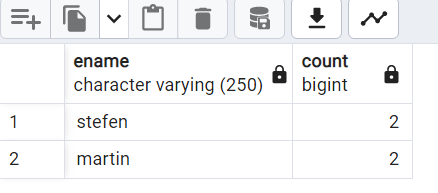 ename count
character varying (250) bigint
1 stefen 2
2 martin 2